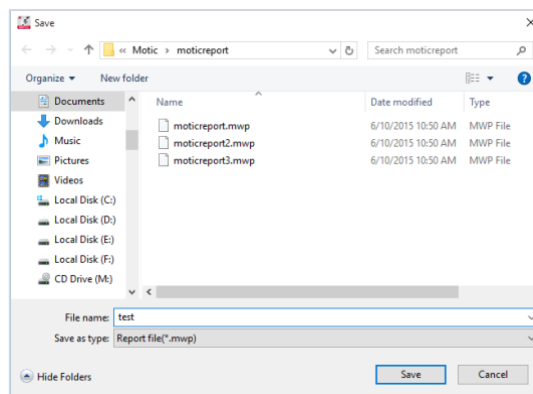 Save
« Motic › moticreport
Search moticreport
Organize
New folder
Name Date modified Type
Documents
Downloads
Music
Pictures
Videos
Local Disk (C:)
Local Disk (D:)
Local Disk (E:)
Local Disk (F:)
CD Drive (M:)
moticreport.mwp 6/10/2015 10:50 AM MWP File
moticreport2.mwp 6/10/2015 10:50 AM MWP File
moticreport3.mwp 6/10/2015 10:50 AM MWP File
File name: test
Save as type: Report file(*.mwp)
Hide Folders
Save
Cancel